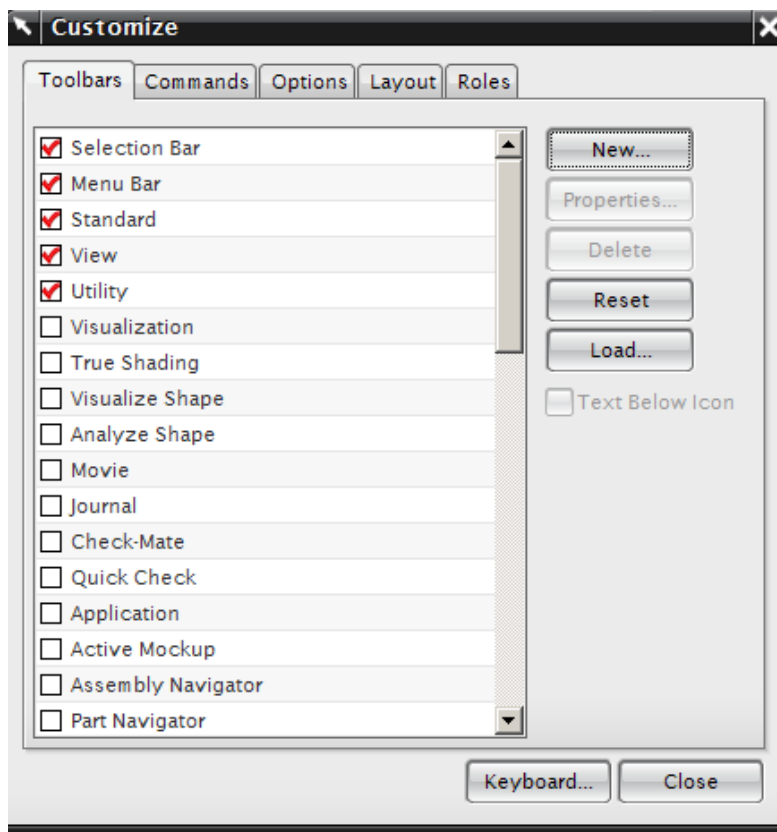 Customize
Toolbars Commands Options Layout Roles
Selection Bar
Menu Bar
Standard
View
Utility
Visualization
True Shading
Visualize Shape
Analyze Shape
Movie
Journal
Check-Mate
Quick Check
Application
Active Mockup
Assembly Navigator
Part Navigator
New...
Properties...
Delete
Reset
Load...
Text Below Icon
Keyboard... Close